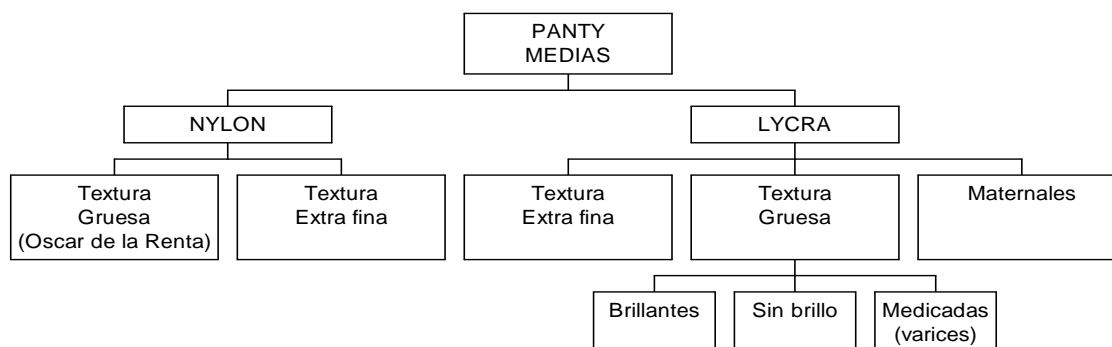 PANTY
MEDIAS
NYLON
LYCRA
Textura
Gruesa
(Oscar de la Renta)
Textura
Extra fina
Textura
Extra fina
Textura
Gruesa
Maternales
Brillantes
Sin brillo
Medicadas
(varices)